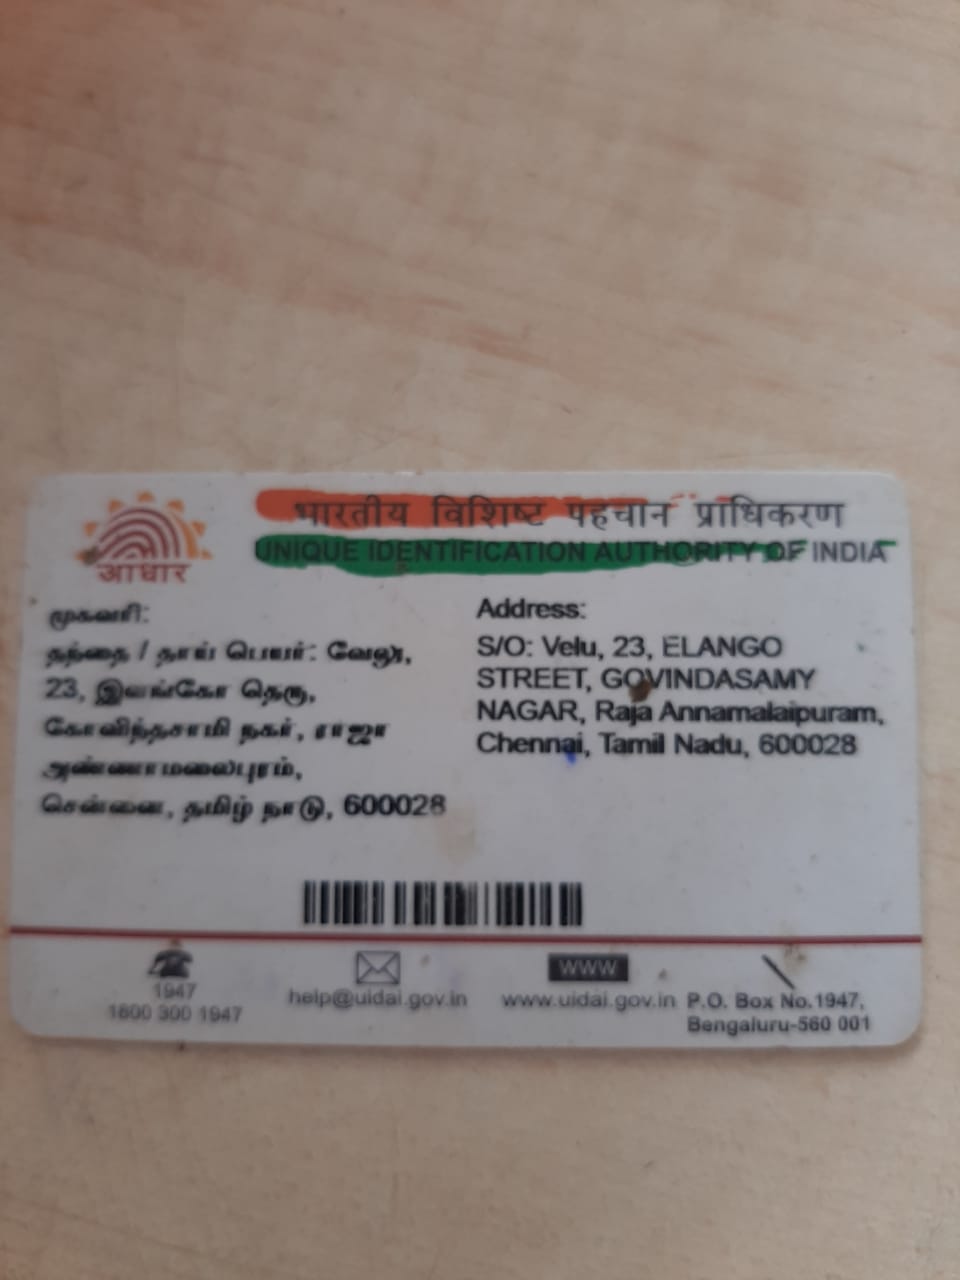 भारतीय विशिष्ट पहचान प्राधिकरण
UNIQUE IDENTIFICATION AUTHORITY OF INDIA
आधार
முகவரி:
தந்தை / தாய் பெயர்: வேலு,
23, இளங்கோ தெரு,
கோவிந்தசாமி நகர், ராஜா
அண்ணாமலைபுரம்,
சென்னை, தமிழ் நாடு, 600028
Address:
S/O: Velu, 23, ELANGO
STREET, GOVINDASAMY
NAGAR, Raja Annamalaipuram,
Chennai, Tamil Nadu, 600028
1947
1800 300 1947
help@uidai.gov.in
WWW
www.uidai.gov.in
P.O. Box No.1947,
Bengaluru-560 001